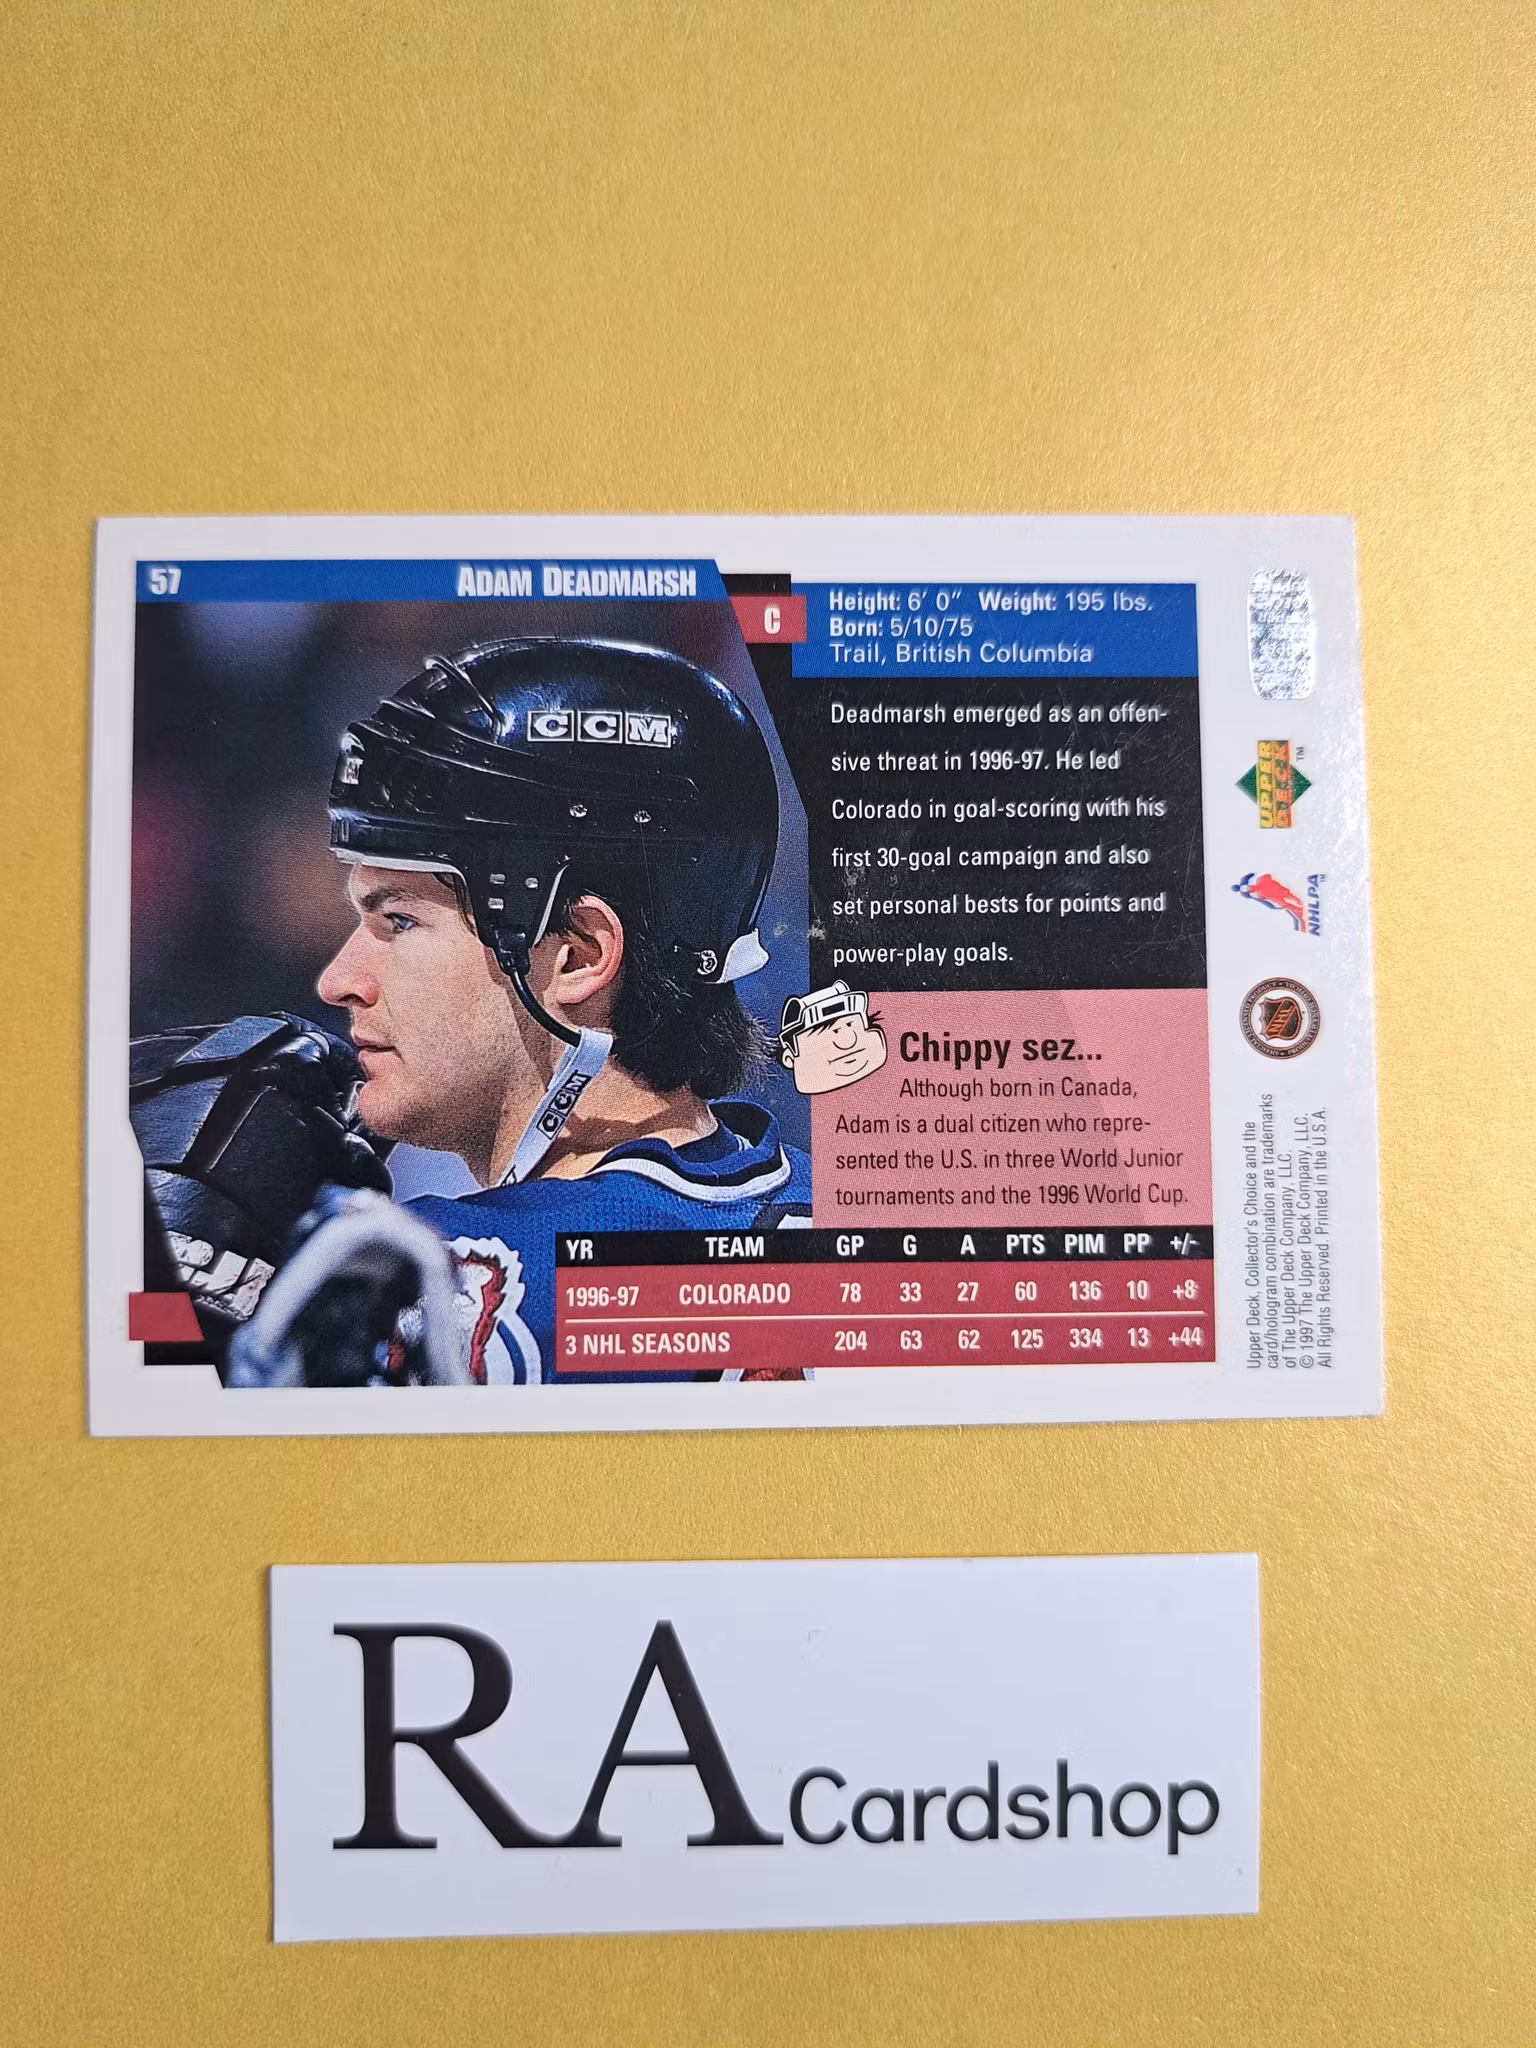 57 ADAM DEADMARSH
C
Height: 6' 0" Weight: 195 lbs.
Born: 5/10/75
Trail, British Columbia
CCM
Deadmarsh emerged as an offen-
sive threat in 1996-97. He led
Colorado in goal-scoring with his
first 30-goal campaign and also
set personal bests for points and
power-play goals.
CCM
Chippy sez...
Although born in Canada,
Adam is a dual citizen who repre-
sented the U.S. in three World Junior
tournaments and the 1996 World Cup.
YR TEAM GP G A PTS PIM PP +/-
1996-97 COLORADO 78 33 27 60 136 10 +8
3 NHL SEASONS 204 63 62 125 334 13 +44
UPPER
DECK™
NHLPA™
NHL
Upper Deck, Collector's Choice and the
card/hologram combination are trademarks
of The Upper Deck Company, LLC.
© 1997 The Upper Deck Company, LLC.
All Rights Reserved. Printed in the U.S.A.
RA Cardshop